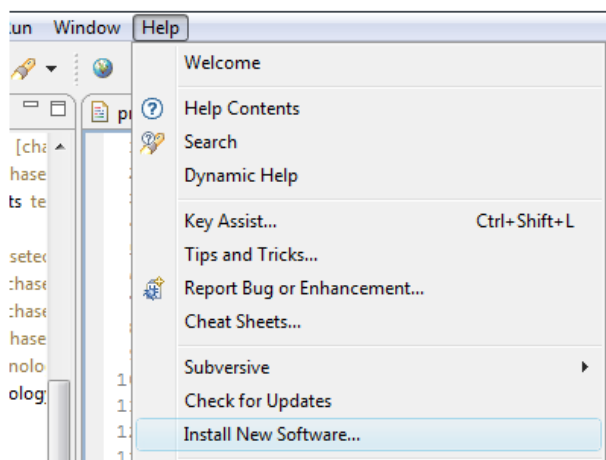 Window Help
Welcome
Help Contents
Search
Dynamic Help
Key Assist... Ctrl+Shift+L
Tips and Tricks...
Report Bug or Enhancement...
Cheat Sheets...
Subversive
Check for Updates
Install New Software...